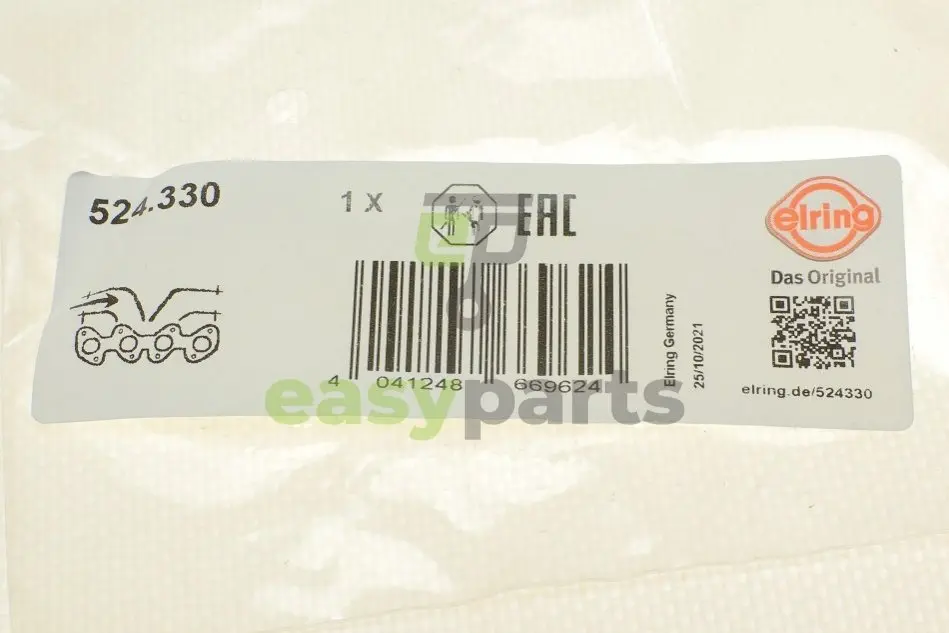 524.330
1 X
EAC
elring
Das Original
4 041248 669624
Elring Germany
25/10/2021
elring.de/524330
easyparts